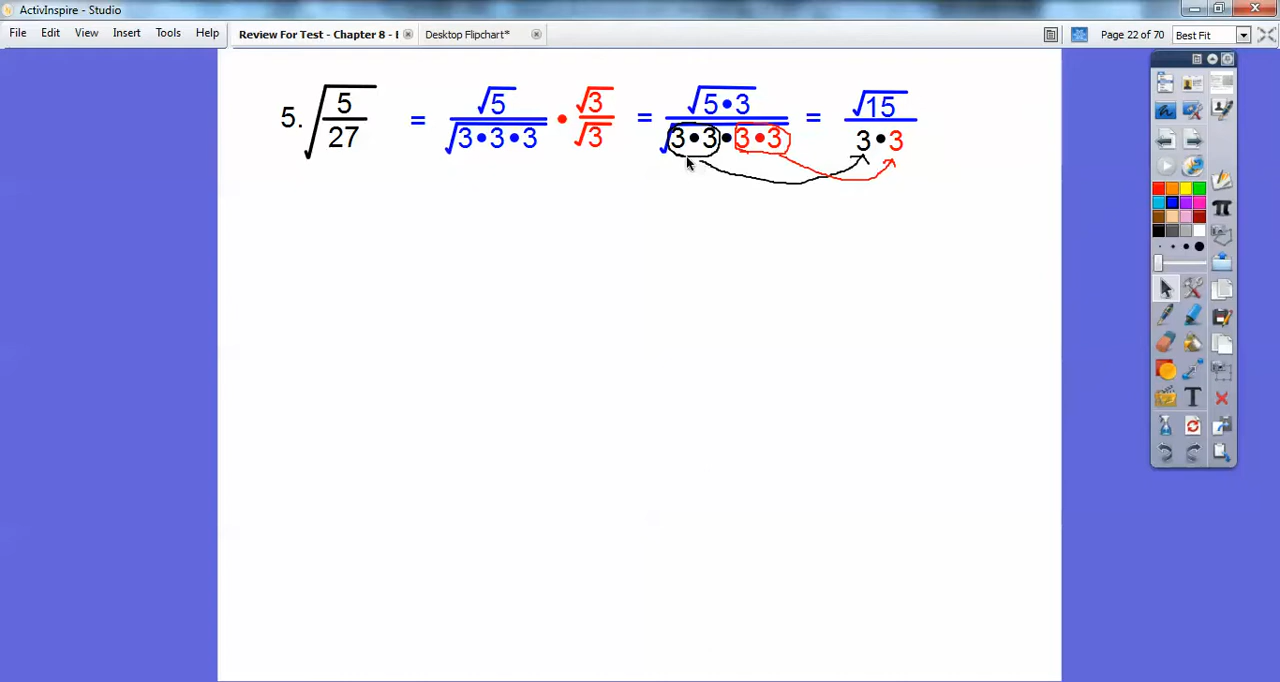 ActivInspire - Studio
File Edit View Insert Tools Help
Review For Test - Chapter 8 - E
Desktop Flipchart*
Page 22 of 70
Best Fit
5. √(5/27) = √5/√(3•3•3) • √3/√3 = √(5•3)/√(3•3•3•3) = √15/(3•3)